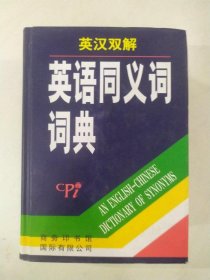 英汉双解
英语同义词
词典
CPi
AN ENGLISH-CHINESE
DICTIONARY OF SYNONYMS
商务印书馆
国际有限公司